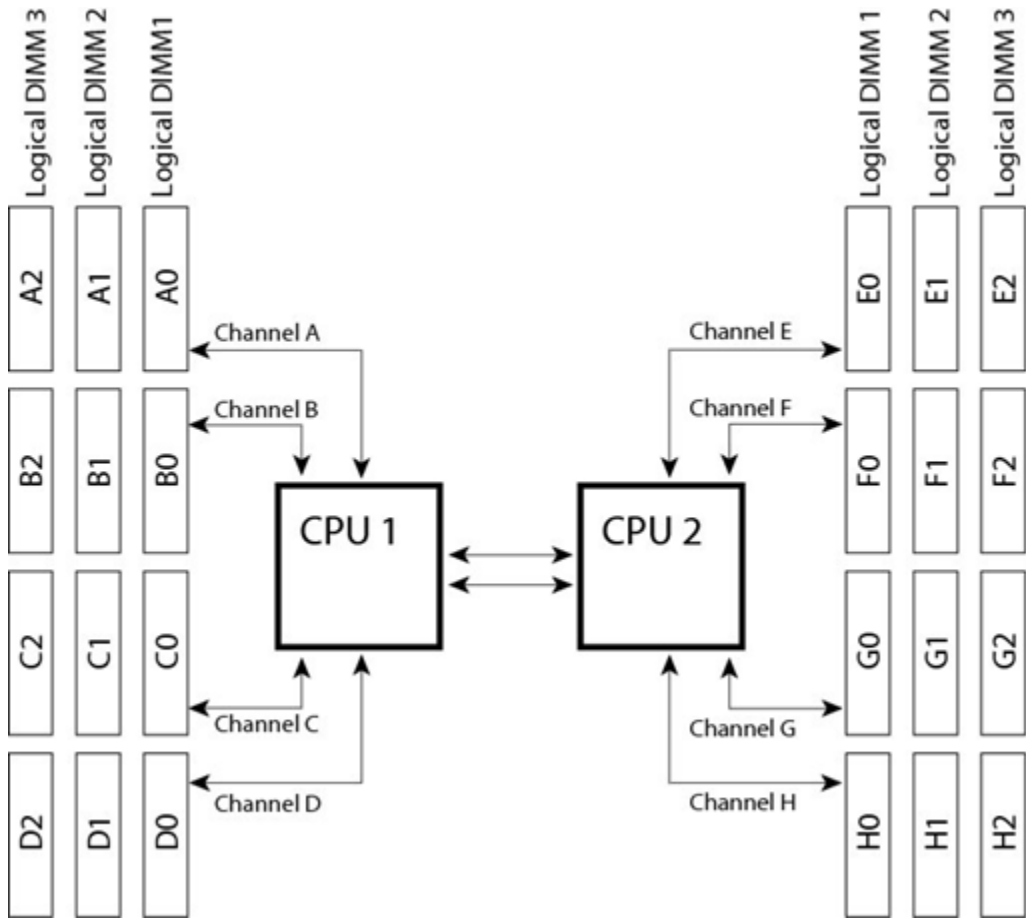 Logical DIMM 3
Logical DIMM 2
Logical DIMM1
Logical DIMM 1
Logical DIMM 2
Logical DIMM 3
A2
A1
A0
E0
E1
E2
Channel A
Channel E
Channel B
Channel F
B2
B1
B0
F0
F1
F2
CPU 1
CPU 2
C2
C1
C0
G0
G1
G2
Channel C
Channel G
Channel D
Channel H
D2
D1
D0
H0
H1
H2